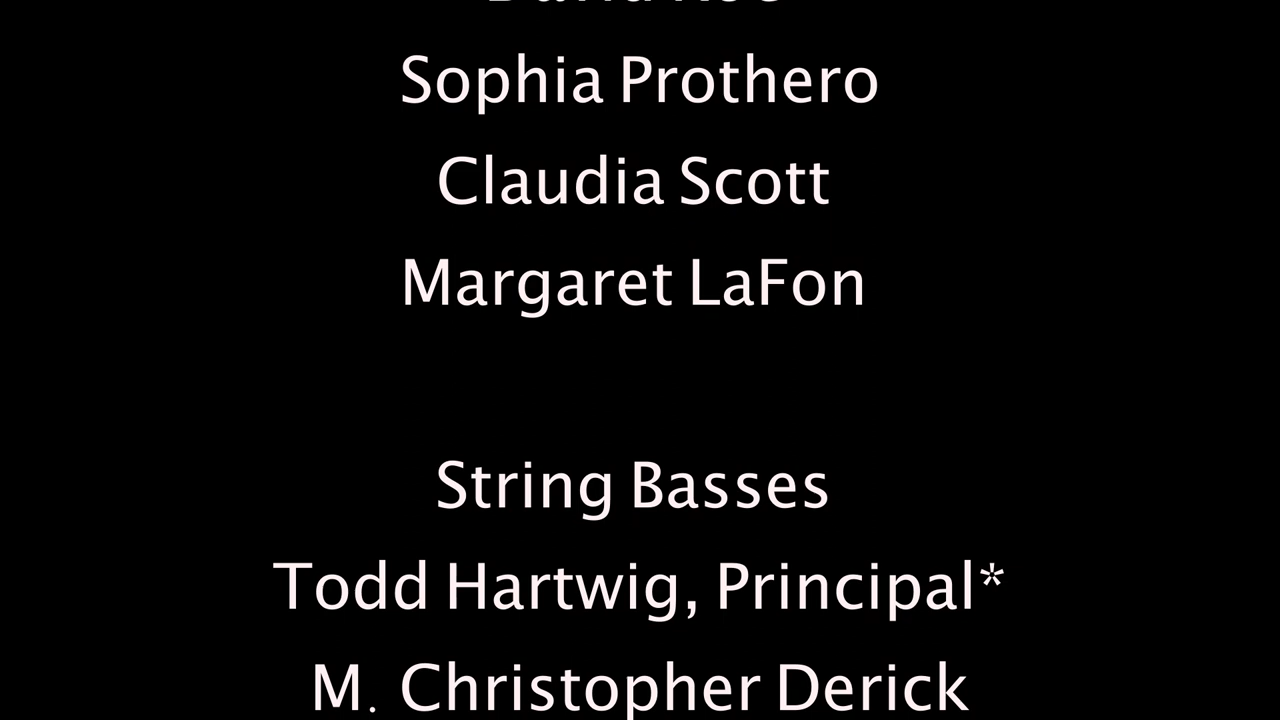 Sophia Prothero
Claudia Scott
Margaret LaFon
String Basses
Todd Hartwig, Principal*
M. Christopher Derick